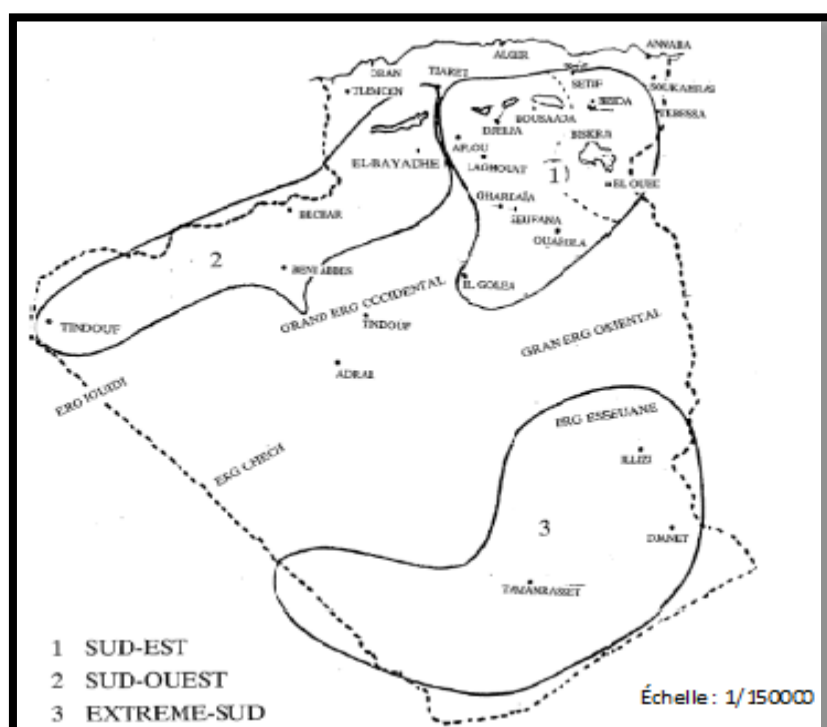 ALGER
ANNABA
ORAN
TIARET
SETIF
SOUKAHRAS
TLEMCEN
TEBESSA
BOUSAADA
DJELFA
BISKRA
AFLOU
EL-BAYADHE
LAGHOUAT
1)
EL OUED
GHARDAÏA
BECHAR
OUARGLA
2
BENI ABBES
EL GOLEA
GRAND ERG OCCIDENTAL
TINDOUF
TINDOUF
GRAN ERG ORIENTAL
ADRAR
ERG IGUIDI
ERG ESSEUANE
ERG CHECH
ILLIZI
3
DJANET
TAMANRASSET
1 SUD-EST
2 SUD-OUEST
3 EXTREME-SUD
Échelle : 1/150000